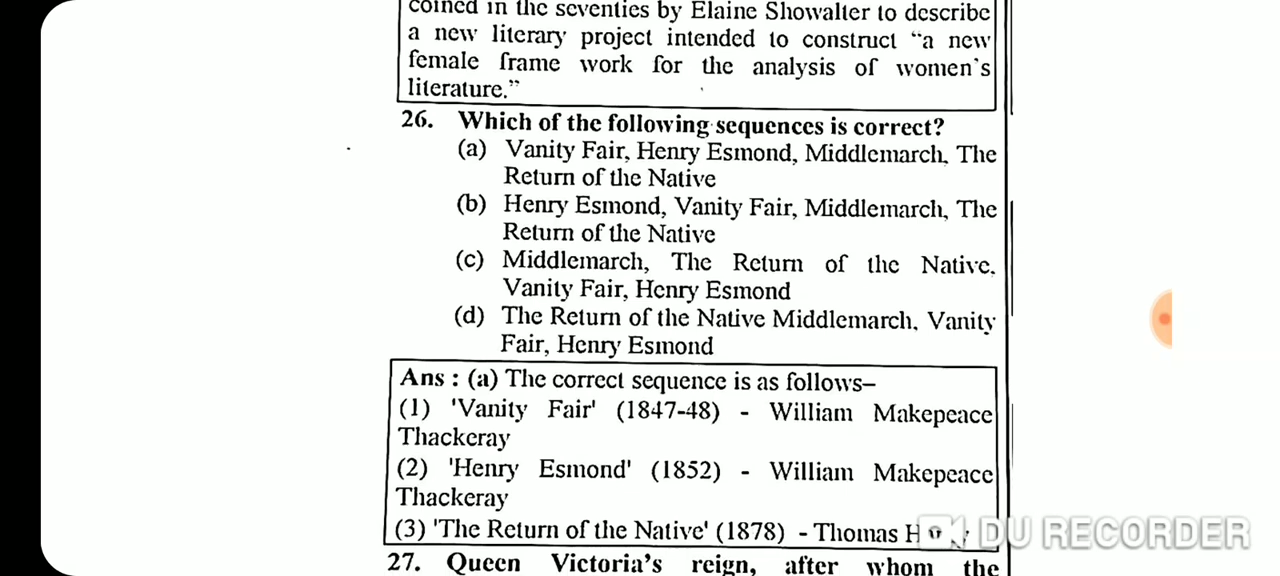 coined in the seventies by Elaine Showalter to describe
a new literary project intended to construct “a new
female frame work for the analysis of women's
literature.”
26. Which of the following sequences is correct?
(a) Vanity Fair, Henry Esmond, Middlemarch, The
Return of the Native
(b) Henry Esmond, Vanity Fair, Middlemarch, The
Return of the Native
(c) Middlemarch, The Return of the Native,
Vanity Fair, Henry Esmond
(d) The Return of the Native Middlemarch, Vanity
Fair, Henry Esmond
Ans : (a) The correct sequence is as follows–
(1) 'Vanity Fair' (1847-48) - William Makepeace
Thackeray
(2) 'Henry Esmond' (1852) - William Makepeace
Thackeray
(3) 'The Return of the Native' (1878) - Thomas
DU RECORDER
27. Queen Victoria's reign, after whom the